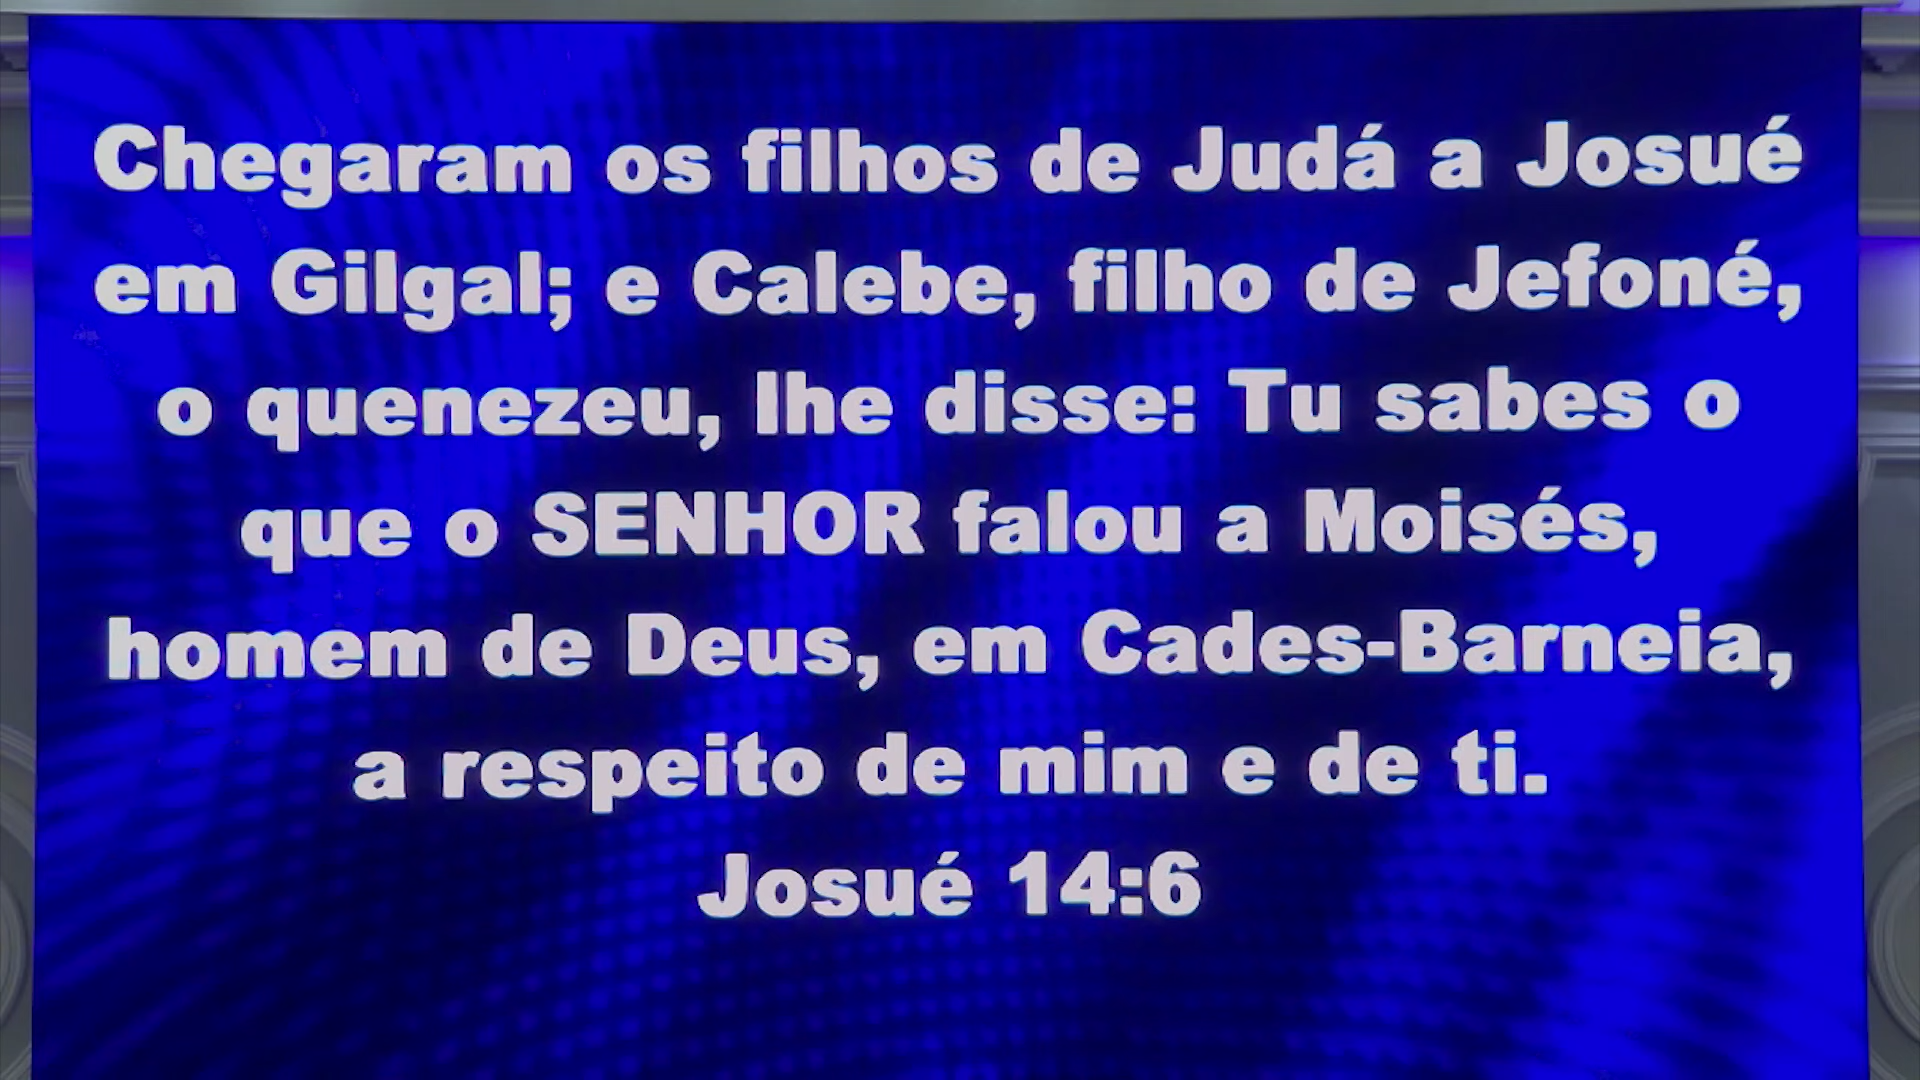 Chegaram os filhos de Judá a Josué
em Gilgal; e Calebe, filho de Jefoné,
o quenezeu, lhe disse: Tu sabes o
que o SENHOR falou a Moisés,
homem de Deus, em Cades-Barneia,
a respeito de mim e de ti.
Josué 14:6